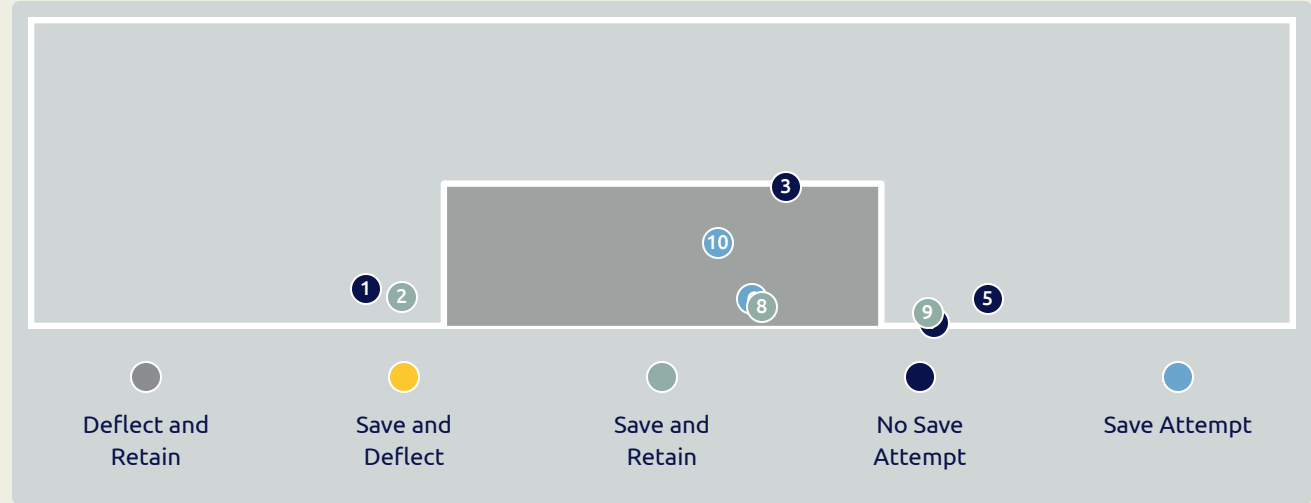 3
10
1
2
5
8
9
Deflect and
Retain
Save and
Deflect
Save and
Retain
No Save
Attempt
Save Attempt